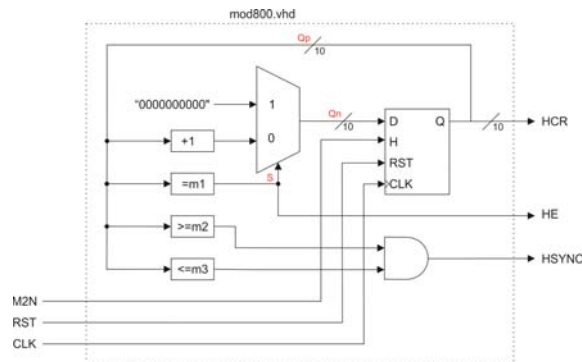 mod800.vhd
Qp
10
"0000000000"
1
0
Qn
10
D
Q
H
RST
CLK
10
HCR
+1
=m1
S
HE
>=m2
<=m3
HSYNC
M2N
RST
CLK